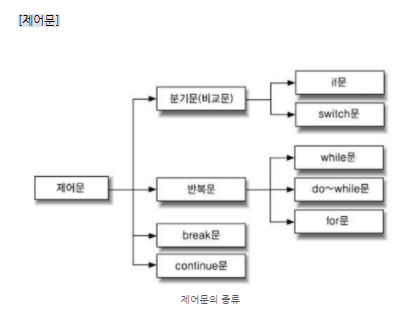 [제어문]
제어문
분기문(비교문)
if문
switch문
반복문
while문
do~while문
for문
break문
continue문
제어문의 종류